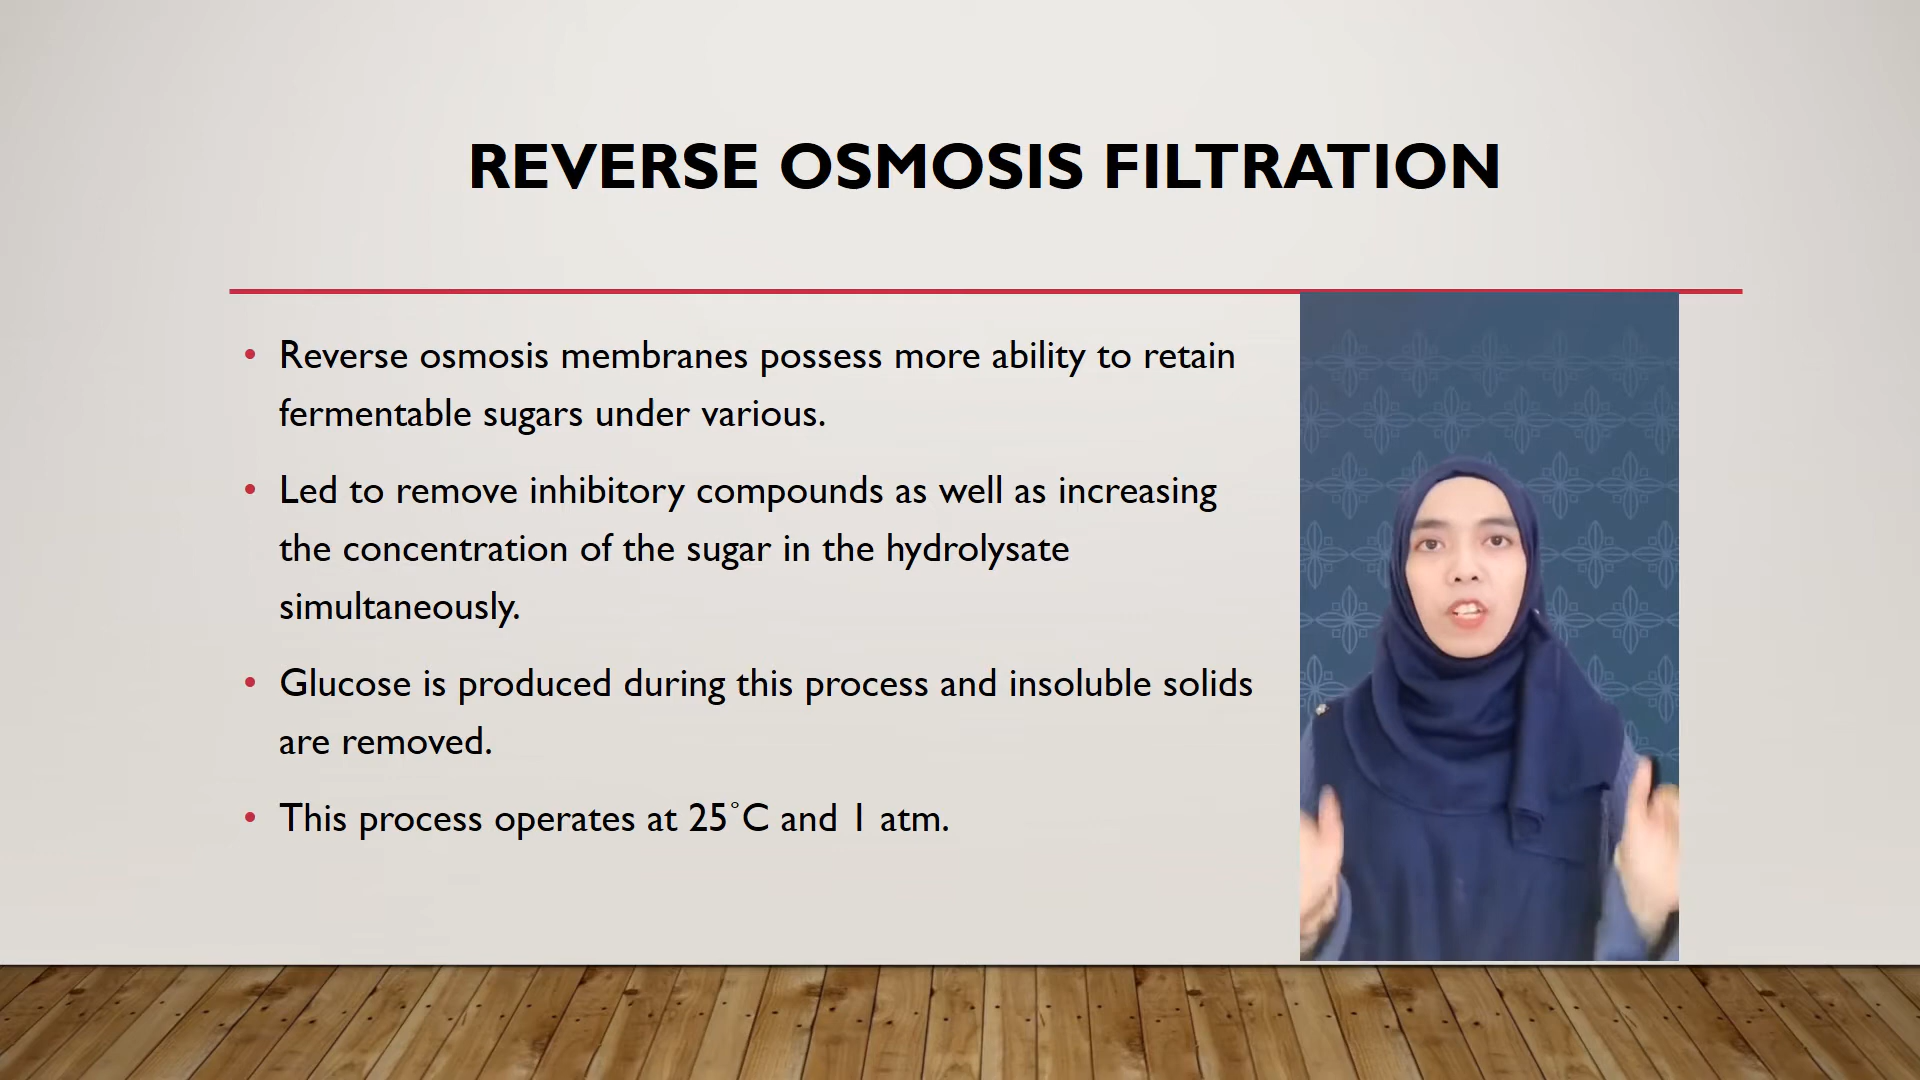 REVERSE OSMOSIS FILTRATION
• Reverse osmosis membranes possess more ability to retain
fermentable sugars under various.
• Led to remove inhibitory compounds as well as increasing
the concentration of the sugar in the hydrolysate
simultaneously.
• Glucose is produced during this process and insoluble solids
are removed.
• This process operates at 25˚C and 1 atm.